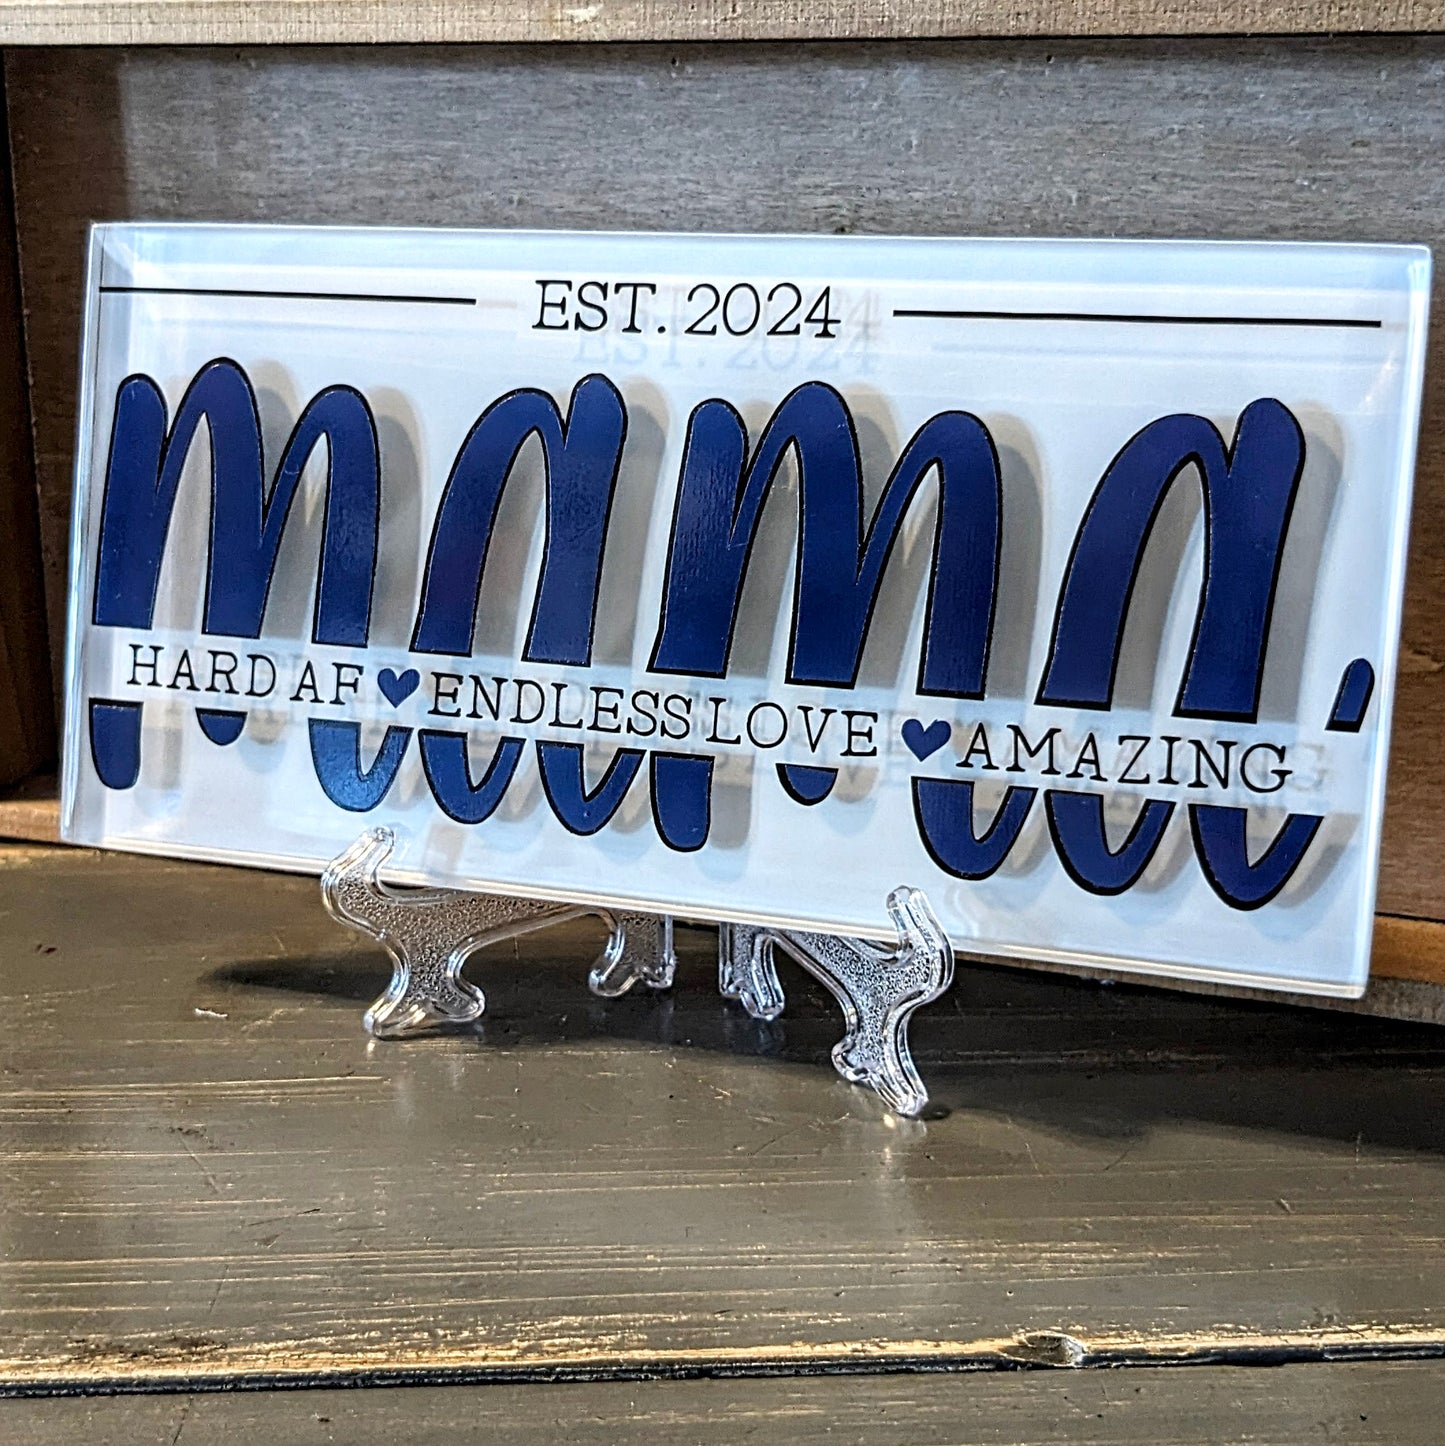 EST. 2024
mama.
HARD AF ♥ ENDLESS LOVE ♥ AMAZING